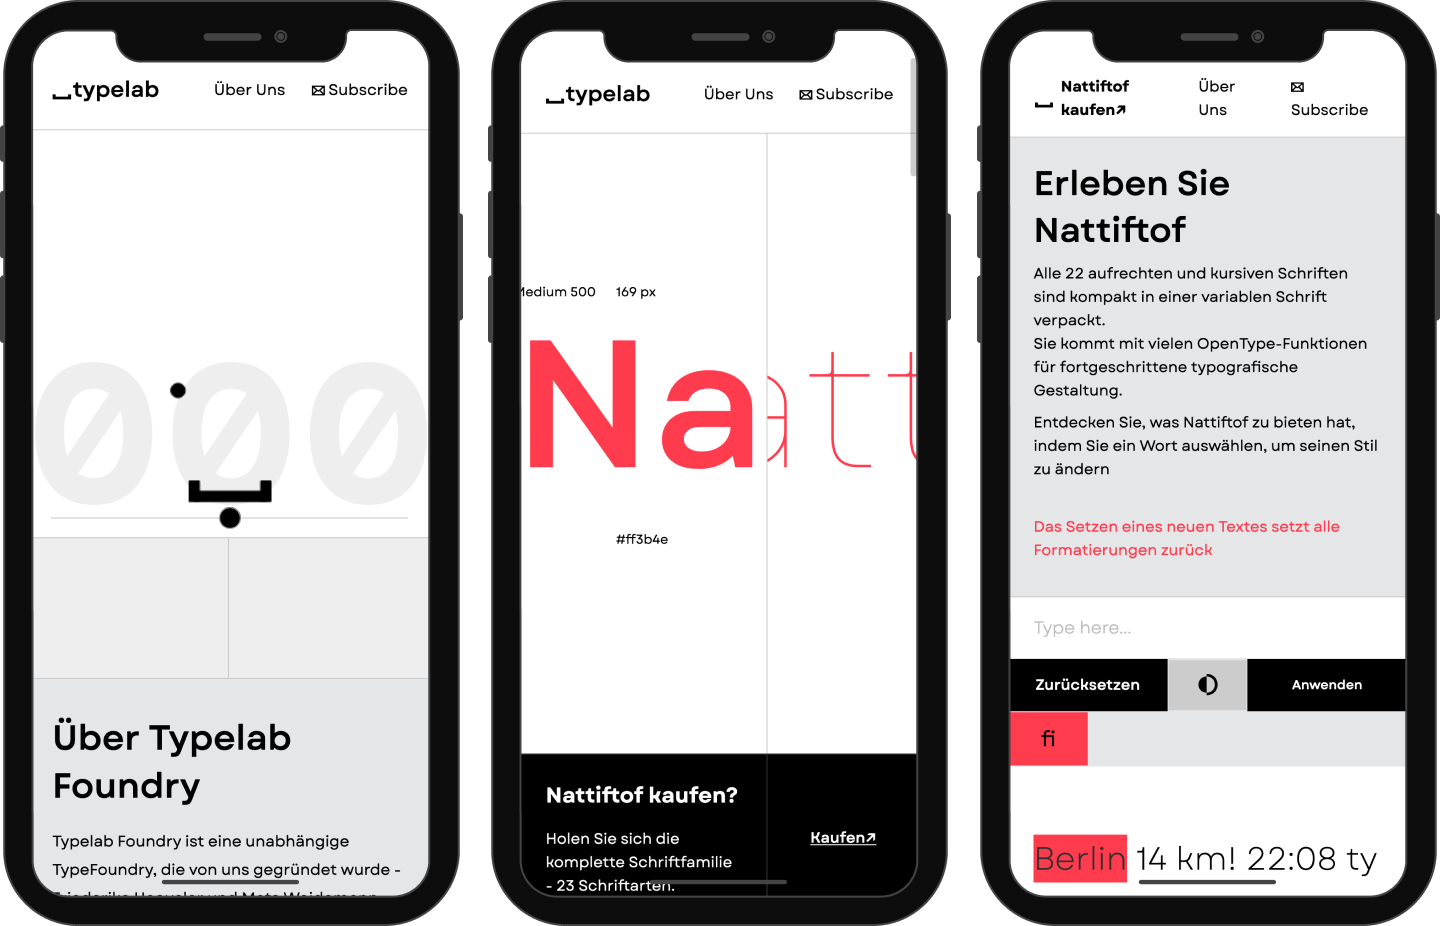 typelab Über Uns Subscribe
000
Über Typelab
Foundry
Typelab Foundry ist eine unabhängige
TypeFoundry, die von uns gegründet wurde -
typelab Über Uns Subscribe
Medium 500 169 px
Na att
#ff3b4e
Nattiftof kaufen?
Holen Sie sich die
komplette Schriftfamilie
- 23 Schriftarten.
Kaufen↗
Nattiftof
kaufen↗
Über
Uns
Subscribe
Erleben Sie
Nattiftof
Alle 22 aufrechten und kursiven Schriften
sind kompakt in einer variablen Schrift
verpackt.
Sie kommt mit vielen OpenType-Funktionen
für fortgeschrittene typografische
Gestaltung.
Entdecken Sie, was Nattiftof zu bieten hat,
indem Sie ein Wort auswählen, um seinen Stil
zu ändern
Das Setzen eines neuen Textes setzt alle
Formatierungen zurück
Type here...
Zurücksetzen Anwenden
fi
Berlin 14 km! 22:08 ty